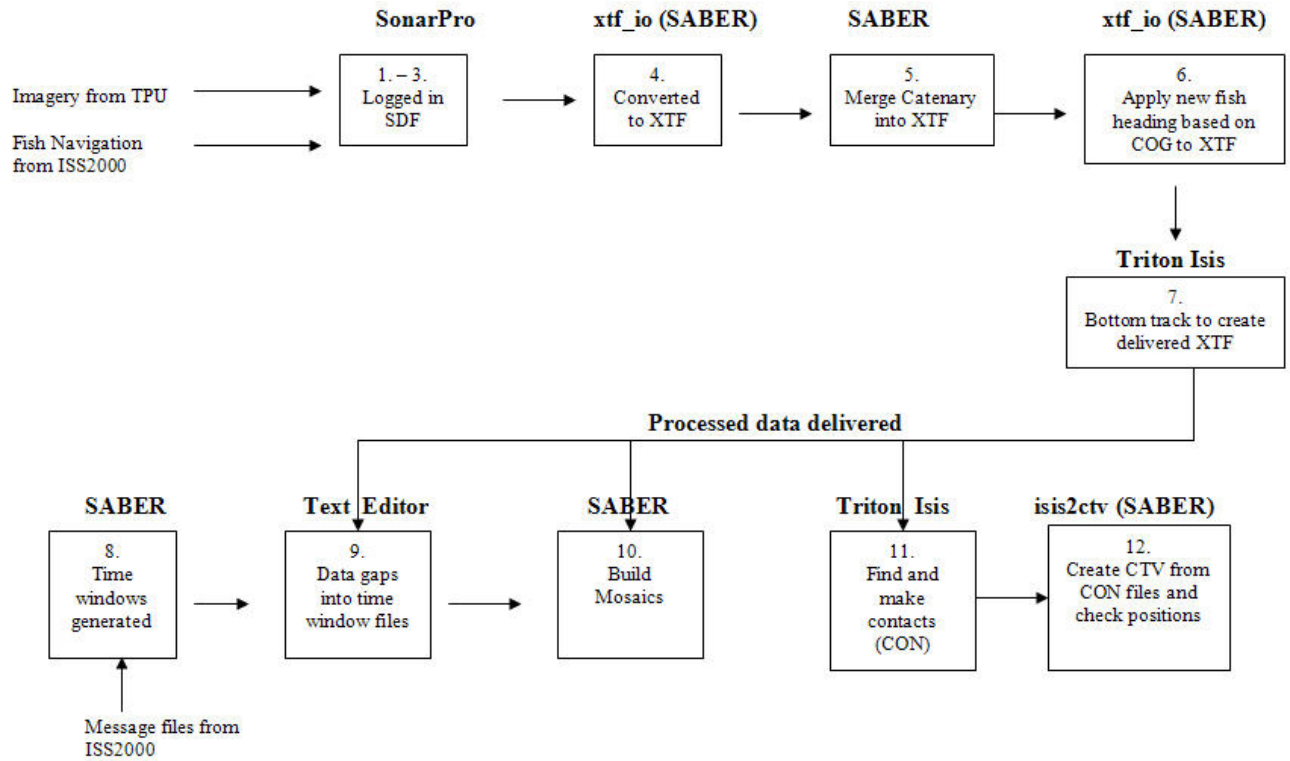 SonarPro
xtf_io (SABER)
SABER
xtf_io (SABER)
Imagery from TPU
Fish Navigation
from ISS2000
1. – 3.
Logged in
SDF
4.
Converted
to XTF
5.
Merge Catenary
into XTF
6.
Apply new fish
heading based on
COG to XTF
Triton Isis
7.
Bottom track to create
delivered XTF
Processed data delivered
SABER
Text Editor
SABER
Triton Isis
isis2ctv (SABER)
8.
Time
windows
generated
9.
Data gaps
into time
window files
10.
Build
Mosaics
11.
Find and
make
contacts
(CON)
12.
Create CTV from
CON files and
check positions
Message files from
ISS2000